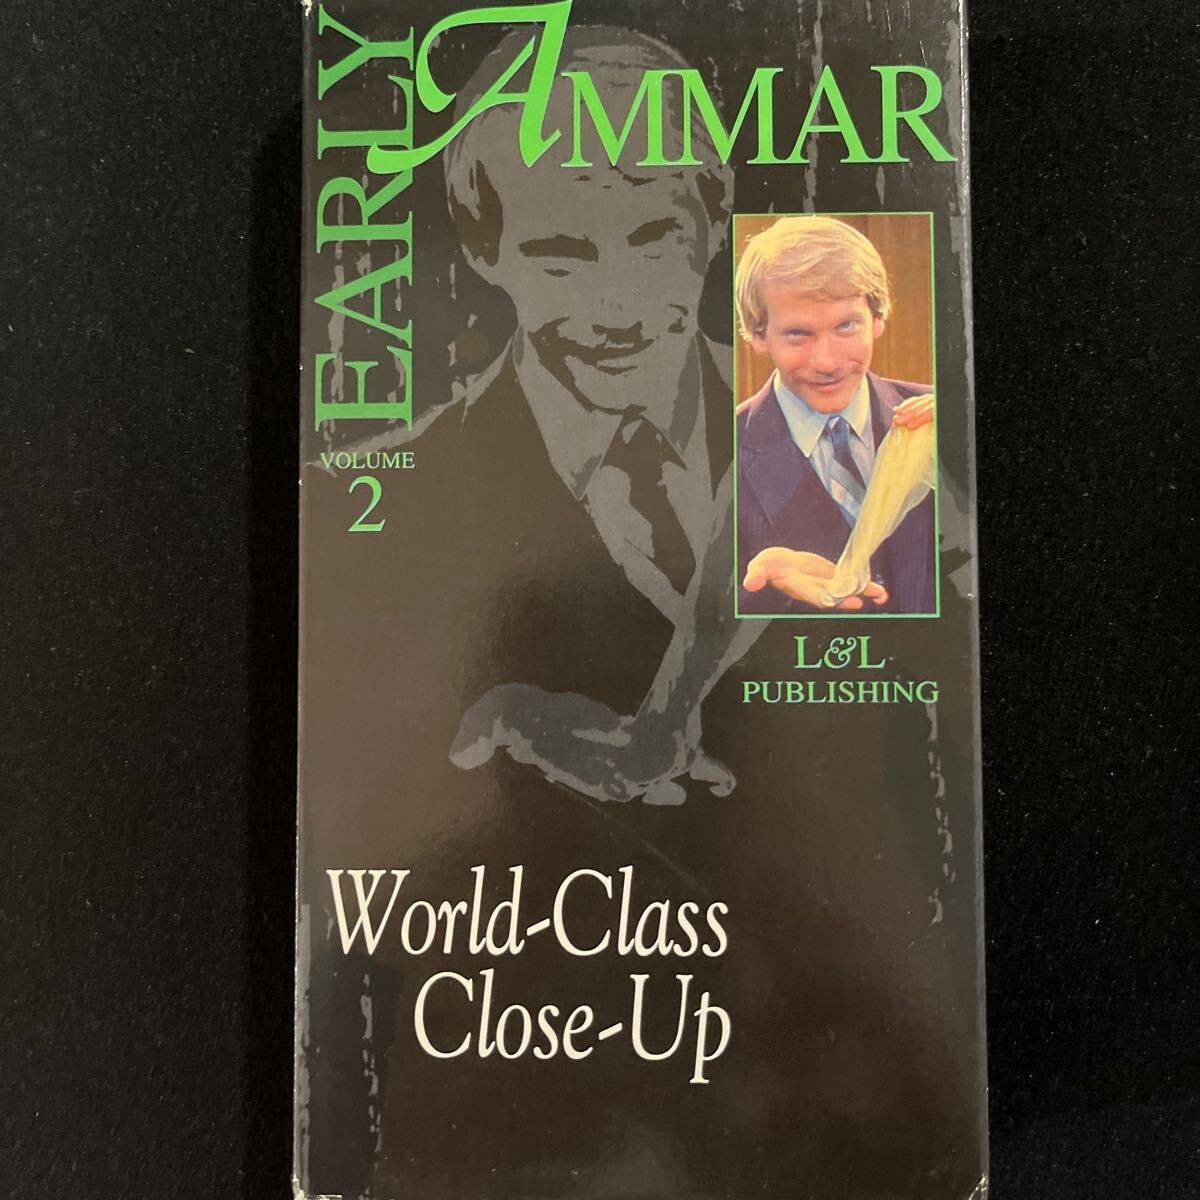 EARLY
AMMAR
VOLUME
2
L&L
PUBLISHING
World-Class
Close-Up